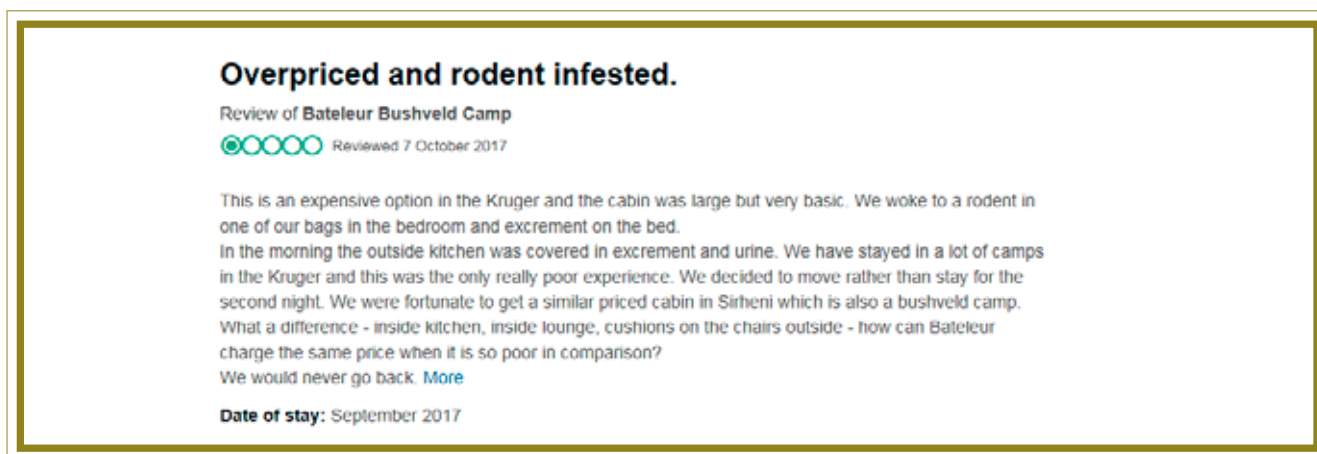 Overpriced and rodent infested.
Review of Bateleur Bushveld Camp
Reviewed 7 October 2017
This is an expensive option in the Kruger and the cabin was large but very basic. We woke to a rodent in
one of our bags in the bedroom and excrement on the bed.
In the morning the outside kitchen was covered in excrement and urine. We have stayed in a lot of camps
in the Kruger and this was the only really poor experience. We decided to move rather than stay for the
second night. We were fortunate to get a similar priced cabin in Sirheni which is also a bushveld camp.
What a difference - inside kitchen, inside lounge, cushions on the chairs outside - how can Bateleur
charge the same price when it is so poor in comparison?
We would never go back. More
Date of stay: September 2017